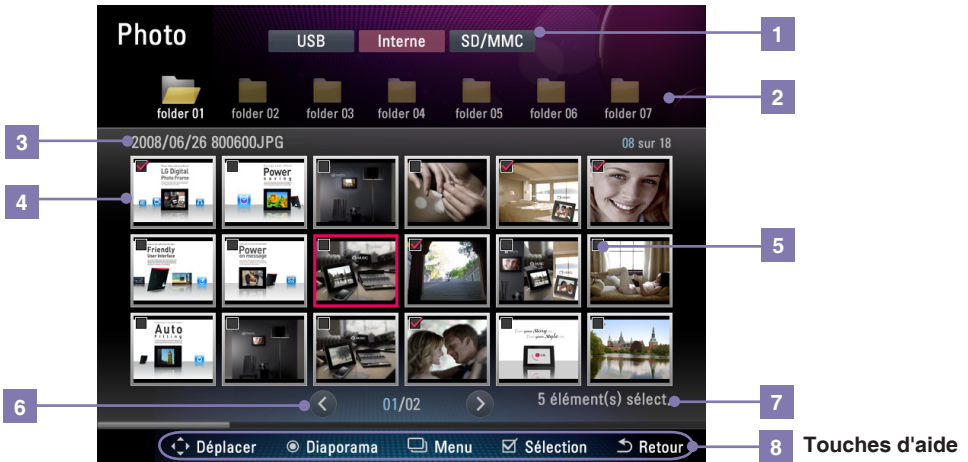 Photo
USB Interne SD/MMC
1
folder 01 folder 02 folder 03 folder 04 folder 05 folder 06 folder 07
2
3
2008/06/26 800600JPG
08 sur 18
4
LG Digital
Photo Frame
Power
saving
Friendly
User Interface
Power
on message
MUSIC
5
Auto
Fitting
6
01/02
5 élément(s) sélect.
7
Déplacer Diaporama Menu Sélection Retour
8
Touches d'aide